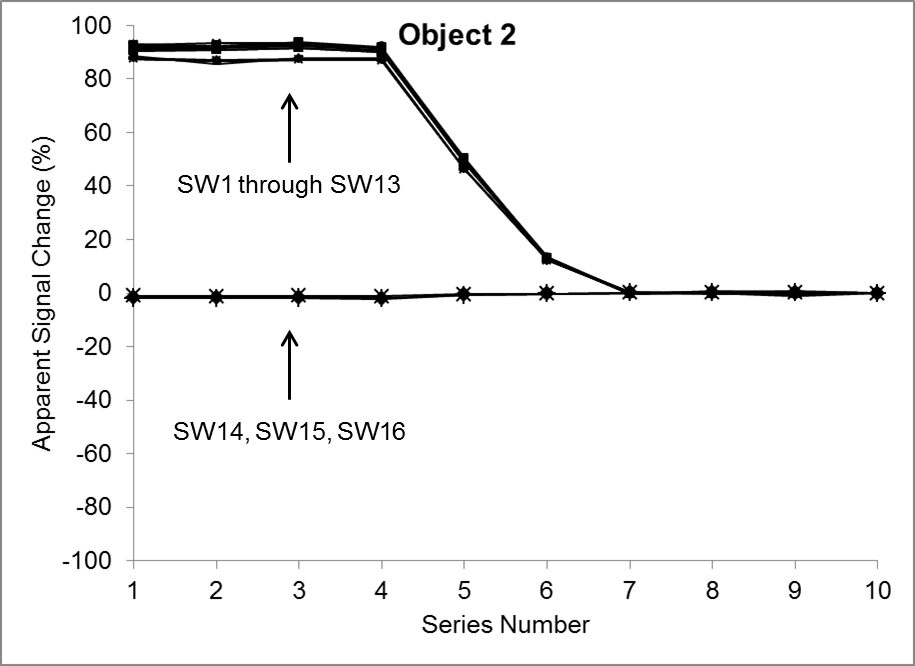 Object 2
Apparent Signal Change (%)
100
80
60
40
20
0
-20
-40
-60
-80
-100
SW1 through SW13
SW14, SW15, SW16
1 2 3 4 5 6 7 8 9 10
Series Number